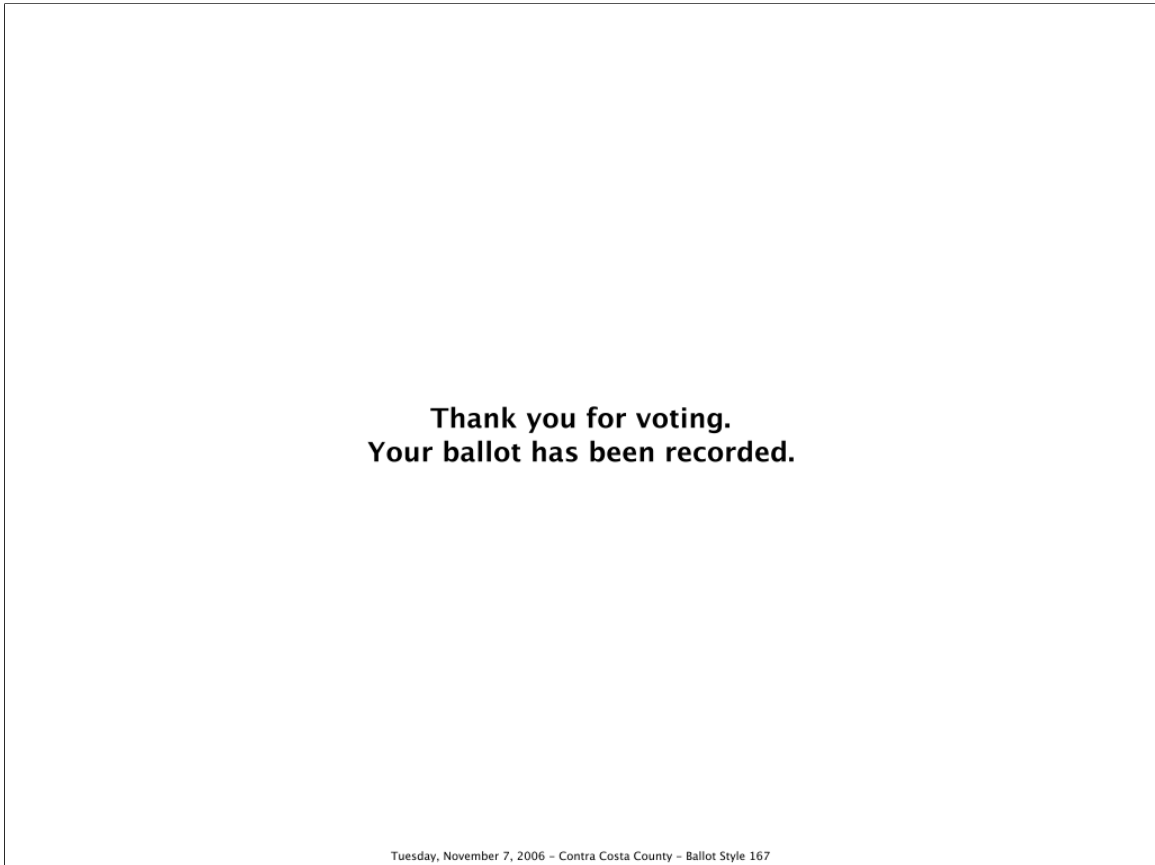 Thank you for voting.
Your ballot has been recorded.
Tuesday, November 7, 2006 – Contra Costa County – Ballot Style 167